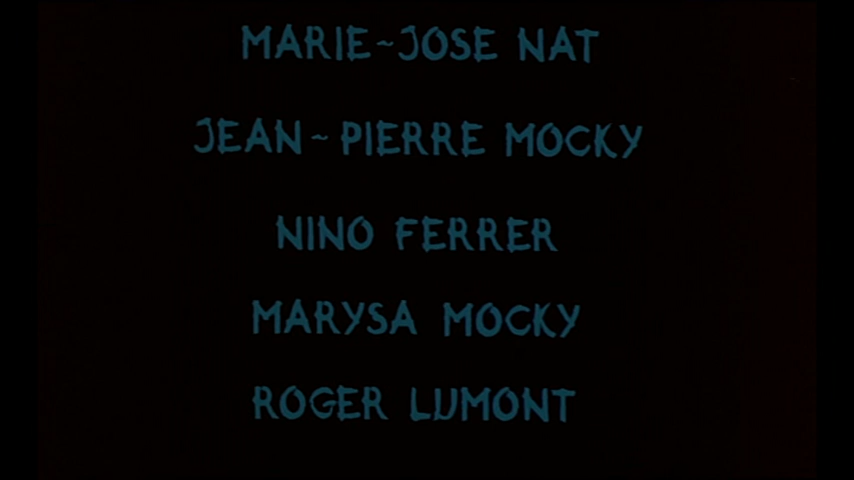 MARIE-JOSE NAT
JEAN-PIERRE MOCKY
NINO FERRER
MARYSA MOCKY
ROGER LUMONT